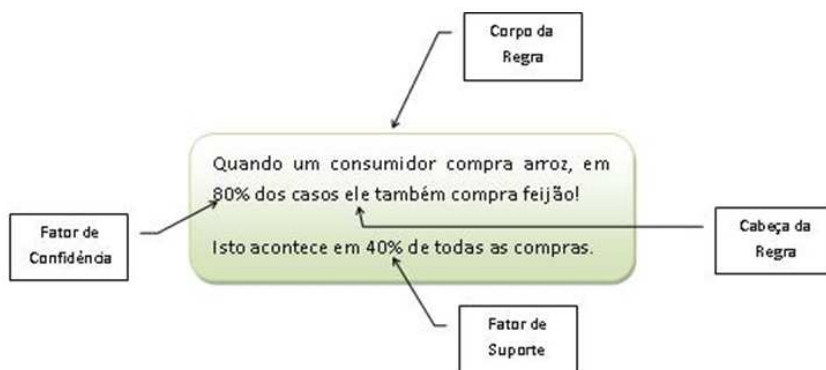 Corpo da
Regra
Quando um consumidor compra arroz, em
80% dos casos ele também compra feijão!
Fator de
Confidência
Cabeça da
Regra
Isto acontece em 40% de todas as compras.
Fator de
Suporte